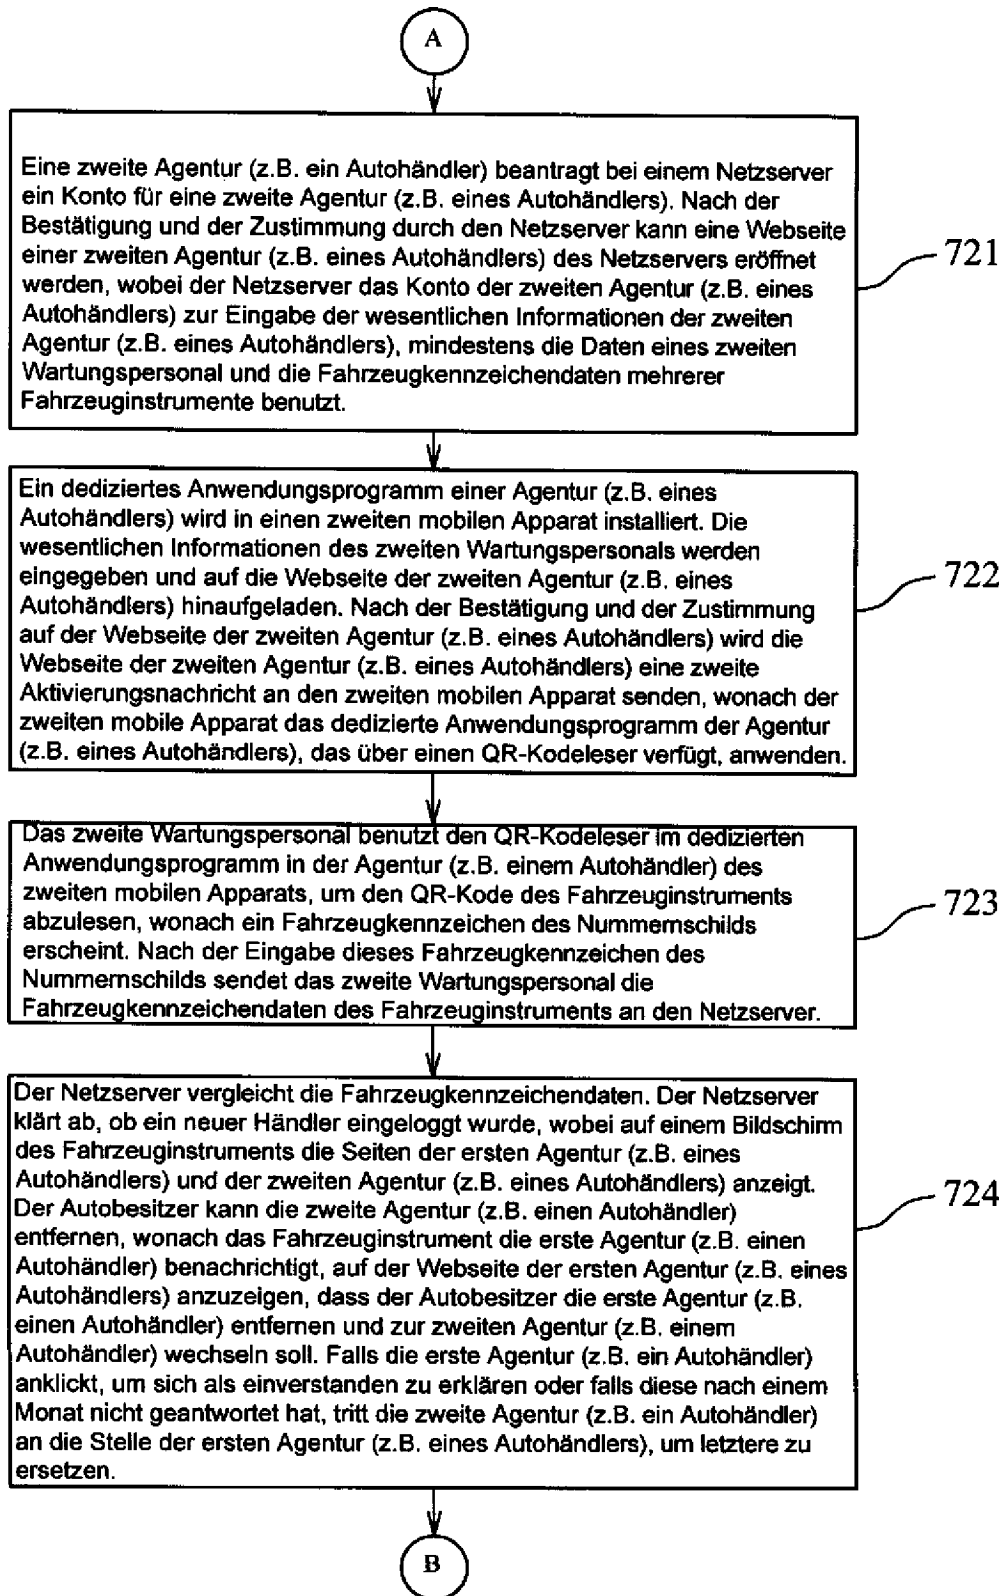 A
Eine zweite Agentur (z.B. ein Autohändler) beantragt bei einem Netzserver
ein Konto für eine zweite Agentur (z.B. eines Autohändlers). Nach der
Bestätigung und der Zustimmung durch den Netzserver kann eine Webseite
einer zweiten Agentur (z.B. eines Autohändlers) des Netzservers eröffnet
werden, wobei der Netzserver das Konto der zweiten Agentur (z.B. eines
Autohändlers) zur Eingabe der wesentlichen Informationen der zweiten
Agentur (z.B. eines Autohändlers), mindestens die Daten eines zweiten
Wartungspersonal und die Fahrzeugkennzeichendaten mehrerer
Fahrzeuginstrumente benutzt.
721
Ein dediziertes Anwendungsprogramm einer Agentur (z.B. eines
Autohändlers) wird in einen zweiten mobilen Apparat installiert. Die
wesentlichen Informationen des zweiten Wartungspersonals werden
eingegeben und auf die Webseite der zweiten Agentur (z.B. eines
Autohändlers) hinaufgeladen. Nach der Bestätigung und der Zustimmung
auf der Webseite der zweiten Agentur (z.B. eines Autohändlers) wird die
Webseite der zweiten Agentur (z.B. eines Autohändlers) eine zweite
Aktivierungsnachricht an den zweiten mobilen Apparat senden, wonach der
zweiten mobile Apparat das dedizierte Anwendungsprogramm der Agentur
(z.B. eines Autohändlers), das über einen QR-Kodeleser verfügt, anwenden.
722
Das zweite Wartungspersonal benutzt den QR-Kodeleser im dedizierten
Anwendungsprogramm in der Agentur (z.B. einem Autohändler) des
zweiten mobilen Apparats, um den QR-Kode des Fahrzeuginstruments
abzulesen, wonach ein Fahrzeugkennzeichen des Nummernschilds
erscheint. Nach der Eingabe dieses Fahrzeugkennzeichen des
Nummernschilds sendet das zweite Wartungspersonal die
Fahrzeugkennzeichendaten des Fahrzeuginstruments an den Netzserver.
723
Der Netzserver vergleicht die Fahrzeugkennzeichendaten. Der Netzserver
klärt ab, ob ein neuer Händler eingeloggt wurde, wobei auf einem Bildschirm
des Fahrzeuginstruments die Seiten der ersten Agentur (z.B. eines
Autohändlers) und der zweiten Agentur (z.B. eines Autohändlers) anzeigt.
Der Autobesitzer kann die zweite Agentur (z.B. einen Autohändler)
entfernen, wonach das Fahrzeuginstrument die erste Agentur (z.B. einen
Autohändler) benachrichtigt, auf der Webseite der ersten Agentur (z.B. eines
Autohändlers) anzuzeigen, dass der Autobesitzer die erste Agentur (z.B.
einen Autohändler) entfernen und zur zweiten Agentur (z.B. einem
Autohändler) wechseln soll. Falls die erste Agentur (z.B. ein Autohändler)
anklickt, um sich als einverstanden zu erklären oder falls diese nach einem
Monat nicht geantwortet hat, tritt die zweite Agentur (z.B. ein Autohändler)
an die Stelle der ersten Agentur (z.B. eines Autohändlers), um letztere zu
ersetzen.
724
B